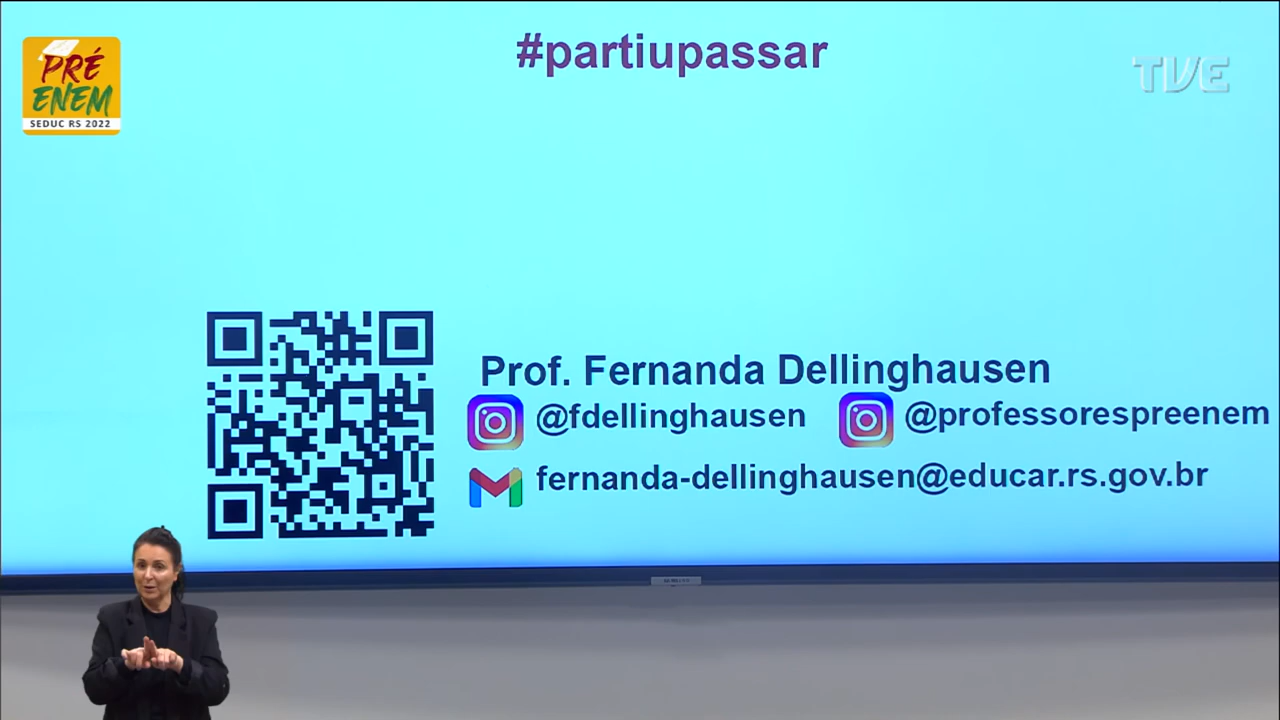 #partiupassar
PRÉ
ENEM
SEDUC RS 2022
TVE
Prof. Fernanda Dellinghausen
@fdellinghausen
@professorespreenem
fernanda-dellinghausen@educar.rs.gov.br